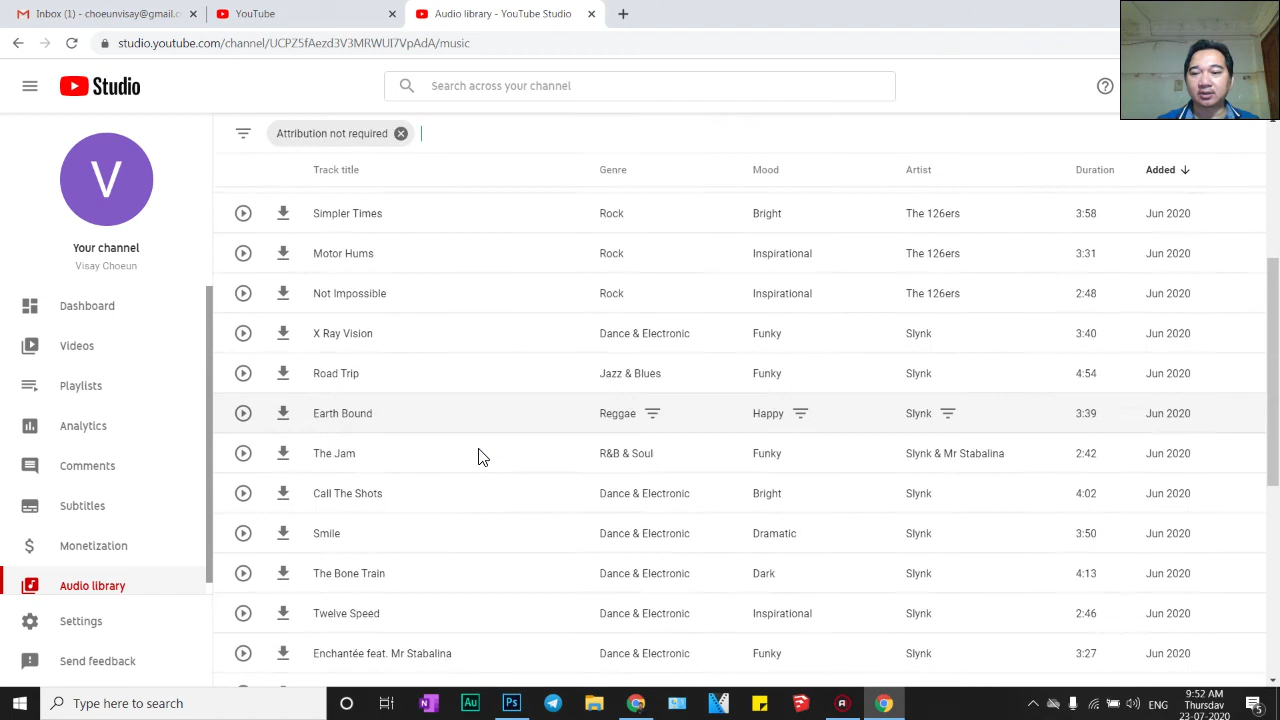 Inbox (1) - choeunvisay@gmail.c
YouTube
Audio library - YouTube Studio
studio.youtube.com/channel/UCPZ5fAezd3V3MRWUI7VpAdA/music
Studio
Search across your channel
V
Your channel
Visay Choeun
Dashboard
Videos
Playlists
Analytics
Comments
Subtitles
Monetization
Audio library
Settings
Send feedback
Attribution not required
Track title Genre Mood Artist Duration Added
Simpler Times Rock Bright The 126ers 3:58 Jun 2020
Motor Hums Rock Inspirational The 126ers 3:31 Jun 2020
Not Impossible Rock Inspirational The 126ers 2:48 Jun 2020
X Ray Vision Dance & Electronic Funky Slynk 3:40 Jun 2020
Road Trip Jazz & Blues Funky Slynk 4:54 Jun 2020
Earth Bound Reggae Happy Slynk 3:39 Jun 2020
The Jam R&B & Soul Funky Slynk & Mr Stabalina 2:42 Jun 2020
Call The Shots Dance & Electronic Bright Slynk 4:02 Jun 2020
Smile Dance & Electronic Dramatic Slynk 3:50 Jun 2020
The Bone Train Dance & Electronic Dark Slynk 4:13 Jun 2020
Twelve Speed Dance & Electronic Inspirational Slynk 2:46 Jun 2020
Enchantée feat. Mr Stabalina Dance & Electronic Funky Slynk 3:27 Jun 2020
Type here to search
Au
Ps
ENG
9:52 AM
Thursday
23-07-2020
5